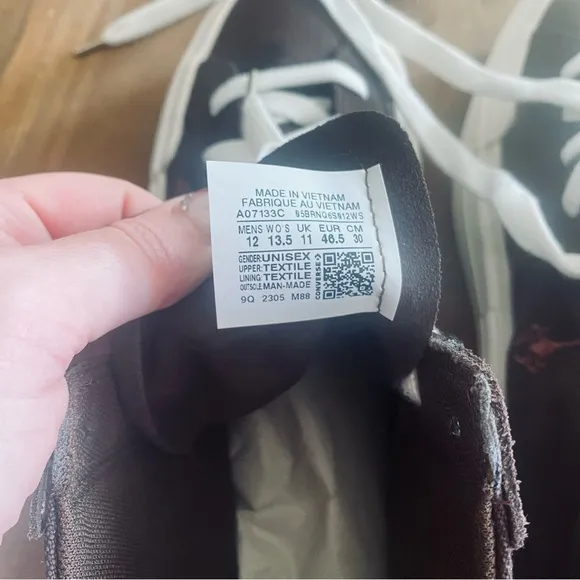 MADE IN VIETNAM
FABRIQUE AU VIETNAM
A07133C
MENS WO'S UK EUR CM
12 13.5 11 46.5 30
GENDER: UNISEX
UPPER: TEXTILE
LINING: TEXTILE
OUTSOLE MAN-MADE
CONVERSE
9Q 2305 M88